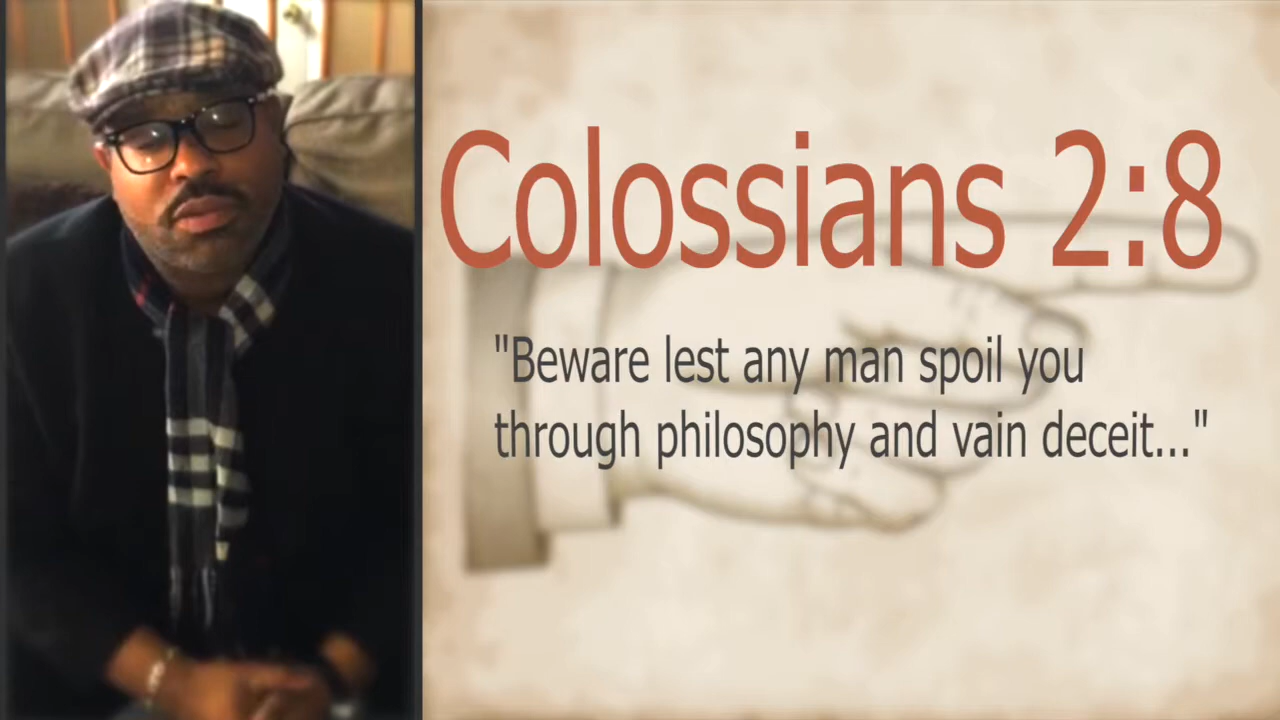 Colossians 2:8
"Beware lest any man spoil you
through philosophy and vain deceit..."